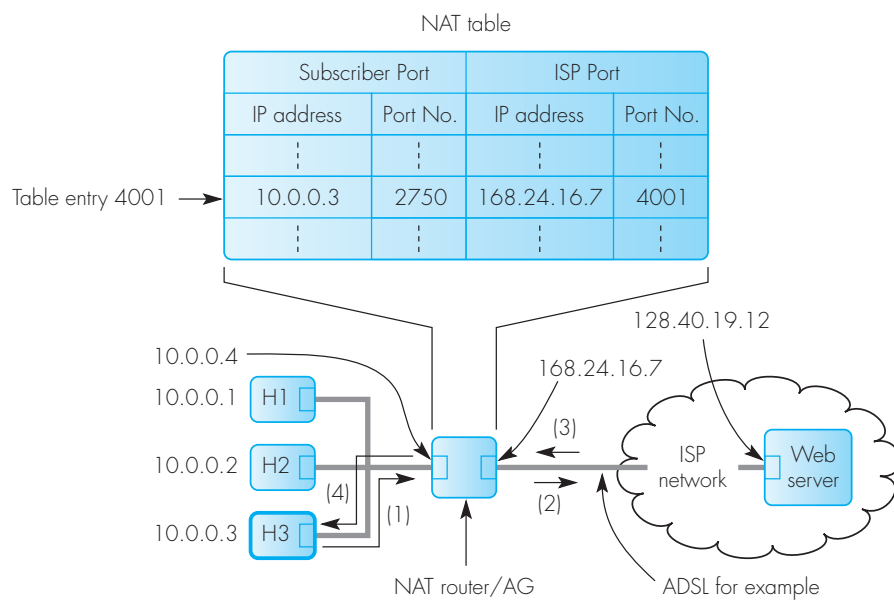 NAT table
Subscriber Port ISP Port
IP address Port No. IP address Port No.
Table entry 4001 10.0.0.3 2750 168.24.16.7 4001
128.40.19.12
10.0.0.4
168.24.16.7
10.0.0.1 H1
(3)
10.0.0.2 H2
ISP
network
Web
server
(4)
(1)
(2)
10.0.0.3 H3
NAT router/AG
ADSL for example